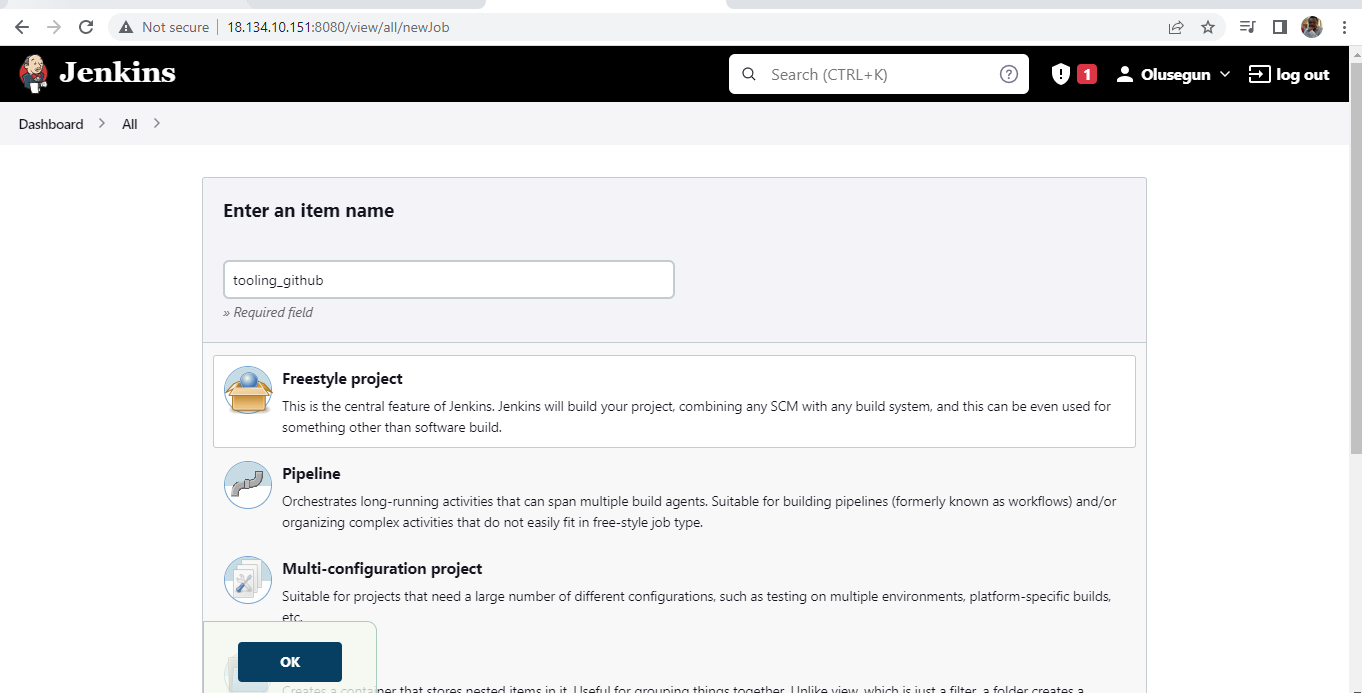 Not secure
18.134.10.151:8080/view/all/newJob
Jenkins
Search (CTRL+K)
1
Olusegun
log out
Dashboard
All
Enter an item name
tooling_github
» Required field
Freestyle project
This is the central feature of Jenkins. Jenkins will build your project, combining any SCM with any build system, and this can be even used for
something other than software build.
Pipeline
Orchestrates long-running activities that can span multiple build agents. Suitable for building pipelines (formerly known as workflows) and/or
organizing complex activities that do not easily fit in free-style job type.
Multi-configuration project
Suitable for projects that need a large number of different configurations, such as testing on multiple environments, platform-specific builds,
etc.
OK
Creates a container that stores nested items in it. Useful for grouping things together. Unlike view, which is just a filter, a folder creates a